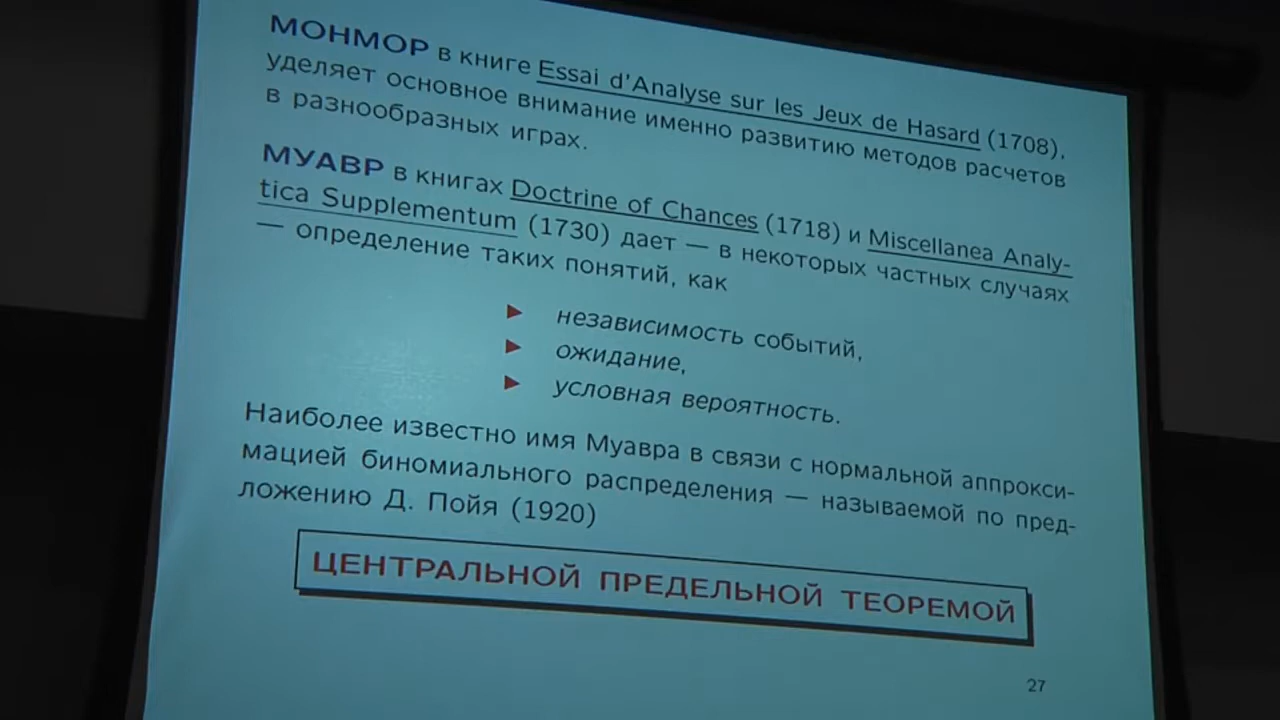 МОНМОР в книге Essai d'Analyse sur les Jeux de Hasard (1708),
уделяет основное внимание именно развитию методов расчетов
в разнообразных играх.
МУАВР в книгах Doctrine of Chances (1718) и Miscellanea Analy-
tica Supplementum (1730) дает — в некоторых частных случаях
— определение таких понятий, как
► независимость событий,
► ожидание,
► условная вероятность.
Наиболее известно имя Муавра в связи с нормальной аппрокси-
мацией биномиального распределения — называемой по пред-
ложению Д. Пойя (1920)
ЦЕНТРАЛЬНОЙ ПРЕДЕЛЬНОЙ ТЕОРЕМОЙ
27